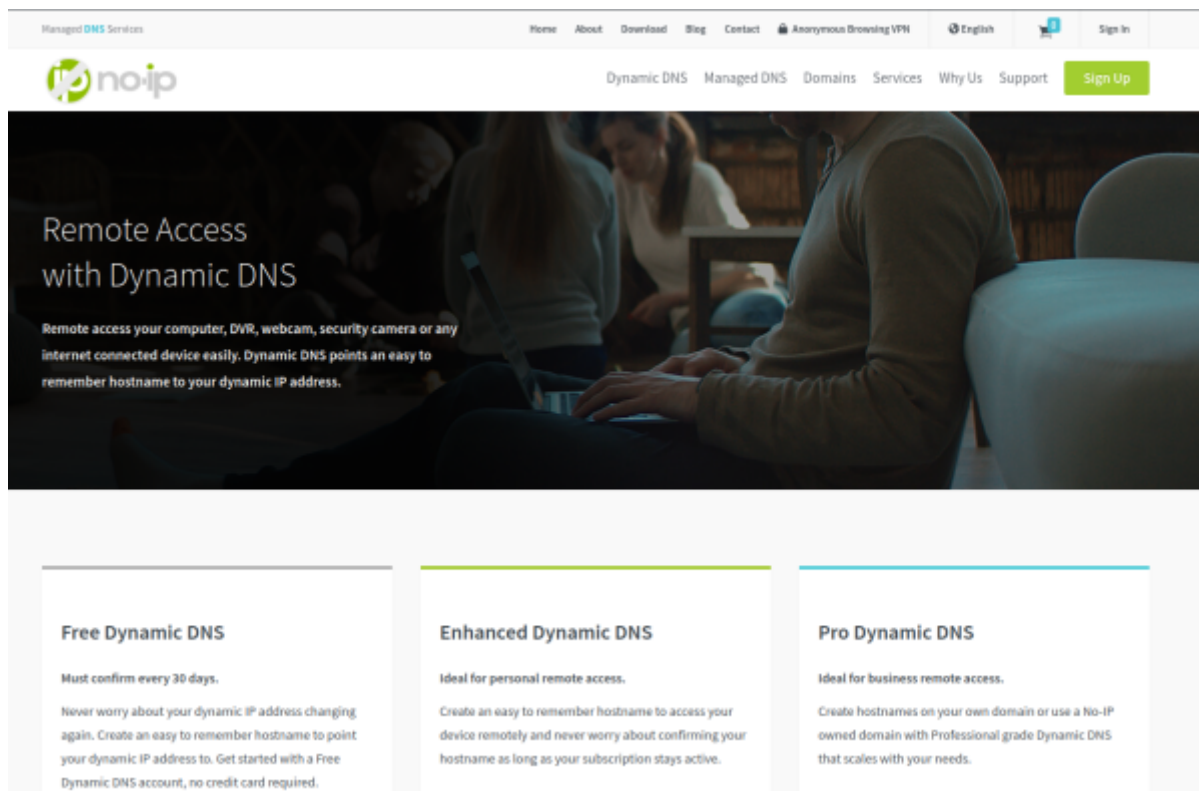 Managed DNS Services
Home About Download Blog Contact Anonymous Browsing VPN English Sign In
no-ip
Dynamic DNS Managed DNS Domains Services Why Us Support Sign Up
Remote Access
with Dynamic DNS
Remote access your computer, DVR, webcam, security camera or any
internet connected device easily. Dynamic DNS points an easy to
remember hostname to your dynamic IP address.
Free Dynamic DNS
Must confirm every 30 days.
Never worry about your dynamic IP address changing
again. Create an easy to remember hostname to point
your dynamic IP address to. Get started with a Free
Dynamic DNS account, no credit card required.
Enhanced Dynamic DNS
Ideal for personal remote access.
Create an easy to remember hostname to access your
device remotely and never worry about confirming your
hostname as long as your subscription stays active.
Pro Dynamic DNS
Ideal for business remote access.
Create hostnames on your own domain or use a No-IP
owned domain with Professional grade Dynamic DNS
that scales with your needs.